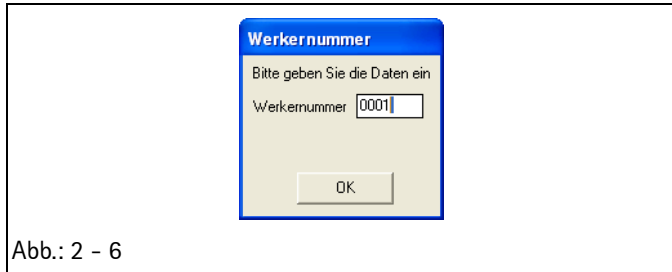 Werkernummer
Bitte geben Sie die Daten ein
Werkernummer 0001
OK
Abb.: 2 - 6